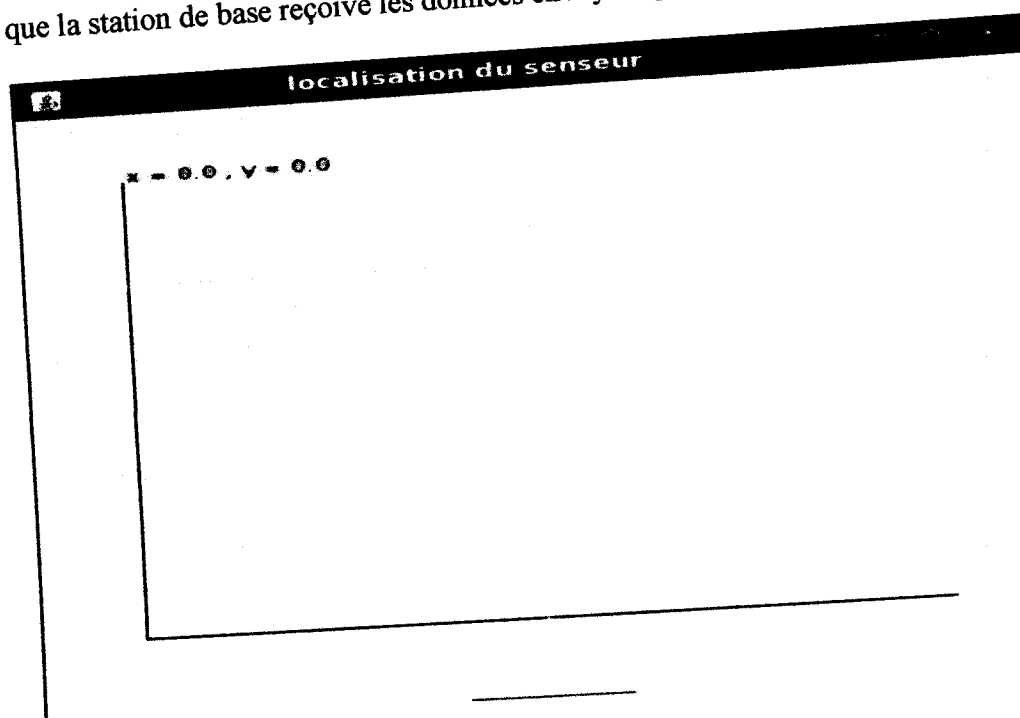 que la station de base reçoive les données
localisation du senseur
x = 0.0 , y = 0.0